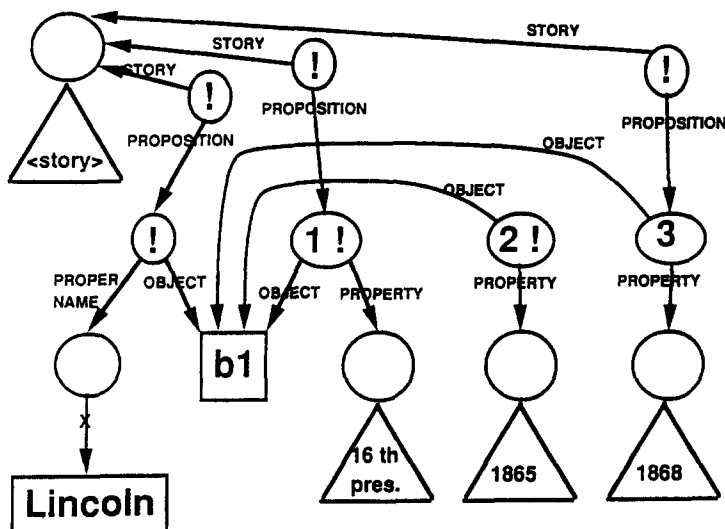 STORY
STORY
STORY
!
!
!
PROPOSITION
PROPOSITION
PROPOSITION
<story>
OBJECT
OBJECT
!
1 !
2 !
3
PROPER
NAME
OBJECT
OBJECT
PROPERTY
PROPERTY
PROPERTY
b1
X
16 th
pres.
1865
1868
Lincoln